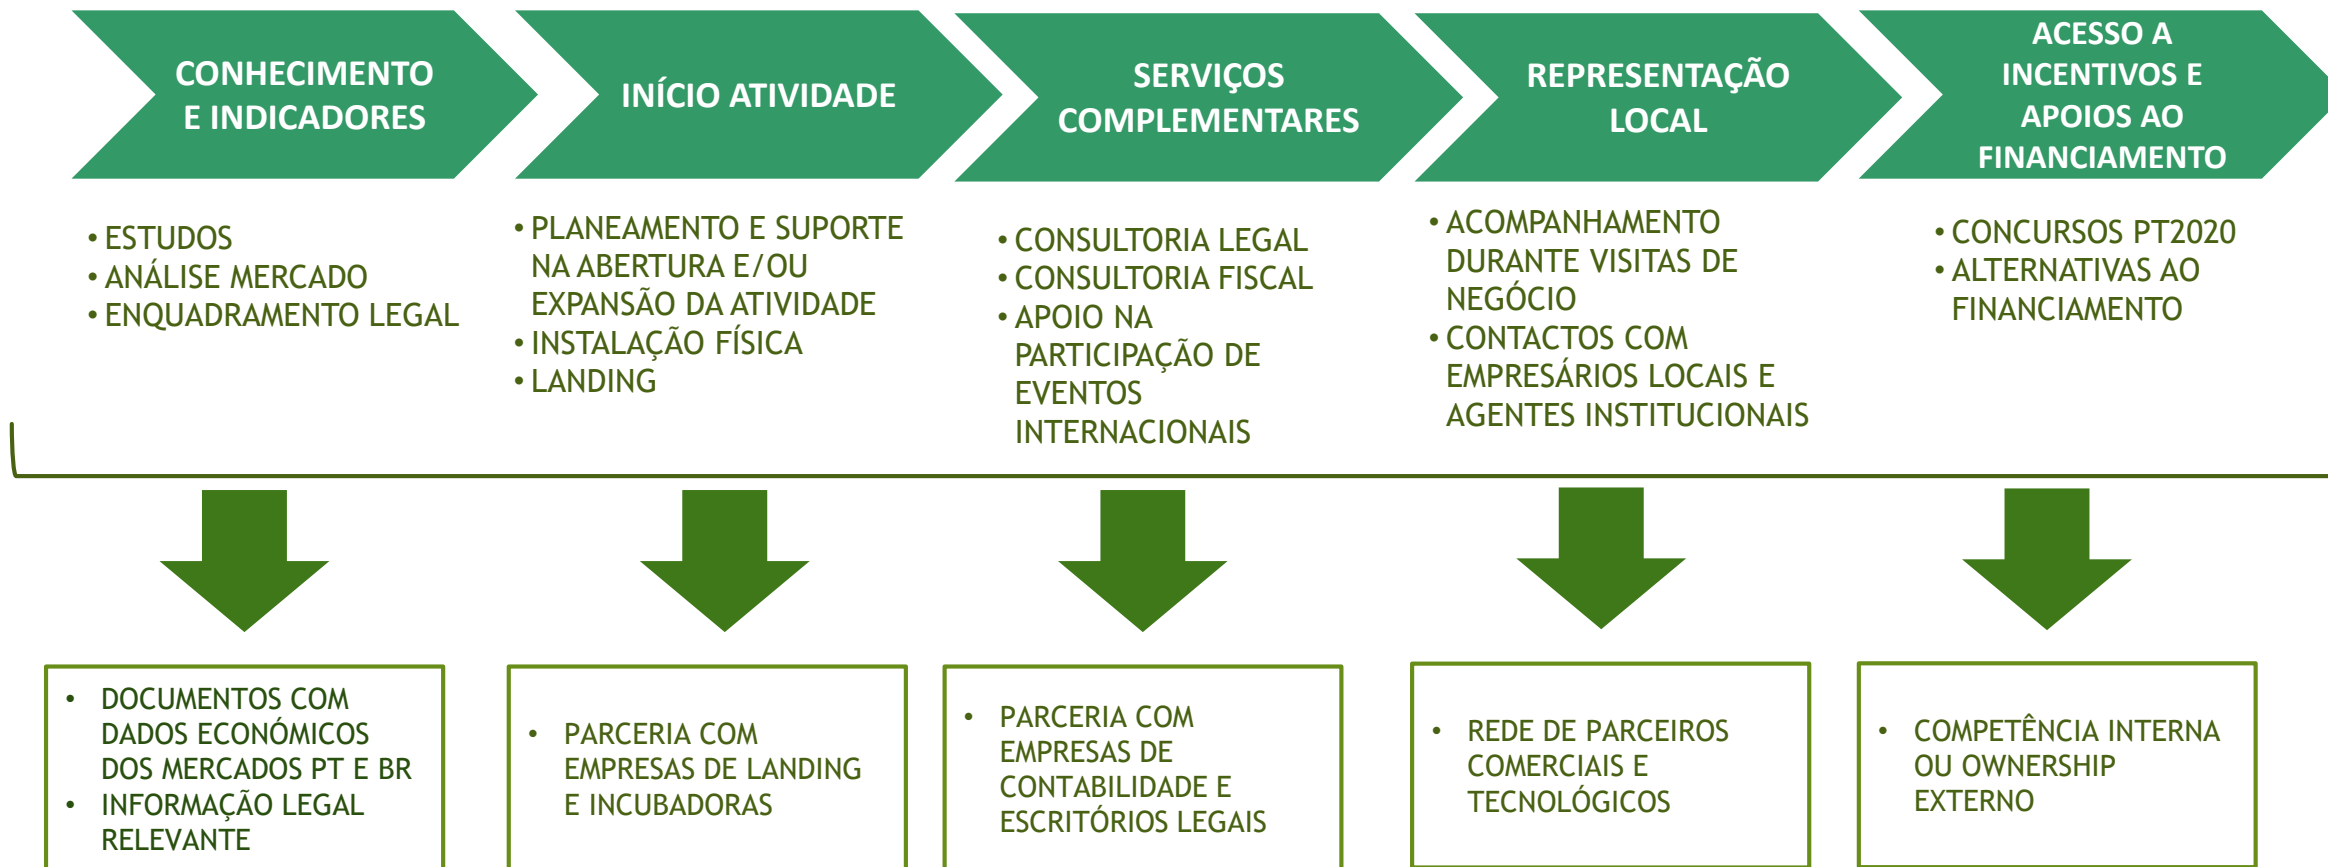 CONHECIMENTO
E INDICADORES
INÍCIO ATIVIDADE
SERVIÇOS
COMPLEMENTARES
REPRESENTAÇÃO
LOCAL
ACESSO A
INCENTIVOS E
APOIOS AO
FINANCIAMENTO
• ESTUDOS
• ANÁLISE MERCADO
• ENQUADRAMENTO LEGAL
• PLANEAMENTO E SUPORTE
NA ABERTURA E/OU
EXPANSÃO DA ATIVIDADE
• INSTALAÇÃO FÍSICA
• LANDING
• CONSULTORIA LEGAL
• CONSULTORIA FISCAL
• APOIO NA
PARTICIPAÇÃO DE
EVENTOS
INTERNACIONAIS
• ACOMPANHAMENTO
DURANTE VISITAS DE
NEGÓCIO
• CONTACTOS COM
EMPRESÁRIOS LOCAIS E
AGENTES INSTITUCIONAIS
• CONCURSOS PT2020
• ALTERNATIVAS AO
FINANCIAMENTO
• DOCUMENTOS COM
DADOS ECONÓMICOS
DOS MERCADOS PT E BR
• INFORMAÇÃO LEGAL
RELEVANTE
• PARCERIA COM
EMPRESAS DE LANDING
E INCUBADORAS
• PARCERIA COM
EMPRESAS DE
CONTABILIDADE E
ESCRITÓRIOS LEGAIS
• REDE DE PARCEIROS
COMERCIAIS E
TECNOLÓGICOS
• COMPETÊNCIA INTERNA
OU OWNERSHIP
EXTERNO